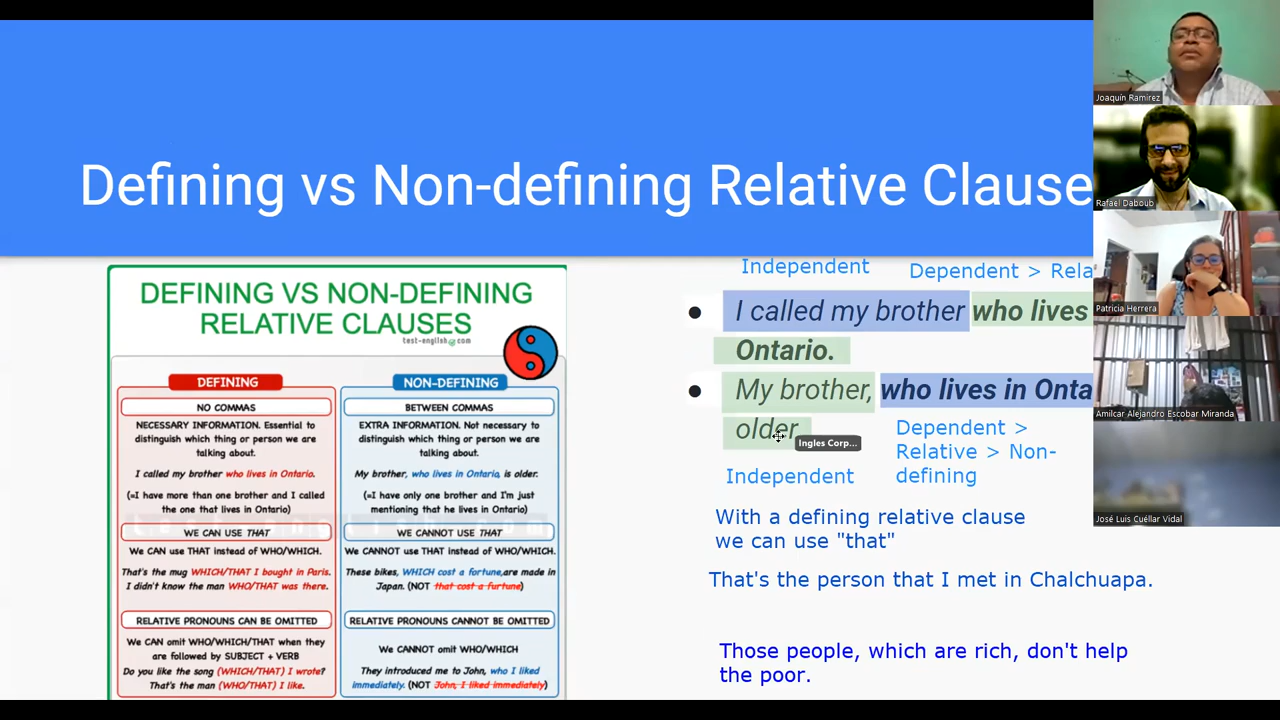 Defining vs Non-defining Relative Clause
DEFINING VS NON-DEFINING
RELATIVE CLAUSES
test-english.com
DEFINING
NO COMMAS
NECESSARY INFORMATION. Essential to
distinguish which thing or person we are
talking about.
I called my brother who lives in Ontario.
(=I have more than one brother and I called
the one that lives in Ontario)
WE CAN USE THAT
We CAN use THAT instead of WHO/WHICH.
That's the mug WHICH/THAT I bought in Paris.
I didn't know the man WHO/THAT was there.
RELATIVE PRONOUNS CAN BE OMITTED
We CAN omit WHO/WHICH/THAT when they
are followed by SUBJECT + VERB
Do you like the song (WHICH/THAT) I wrote?
That's the man (WHO/THAT) I like.
NON-DEFINING
BETWEEN COMMAS
EXTRA INFORMATION. Not necessary to
distinguish which thing or person we are
talking about.
My brother, who lives in Ontario, is older.
(=I have only one brother and I'm just
mentioning that he lives in Ontario)
WE CANNOT USE THAT
We CANNOT use THAT instead of WHO/WHICH.
These bikes, WHICH cost a fortune,are made in
Japan. (NOT that cost a furtune)
RELATIVE PRONOUNS CANNOT BE OMITTED
We CANNOT omit WHO/WHICH
They introduced me to John, who I liked
immediately. (NOT John, I liked immediately)
Independent
Dependent > Rela
I called my brother who lives
Ontario.
My brother, who lives in Onta
older.
Ingles Corp...
Independent
Dependent >
Relative > Non-
defining
With a defining relative clause
we can use "that"
That's the person that I met in Chalchuapa.
Those people, which are rich, don't help
the poor.
Joaquín Ramirez
Rafael Daboub
Patricia Herrera
Amilcar Alejandro Escobar Miranda
José Luis Cuéllar Vidal